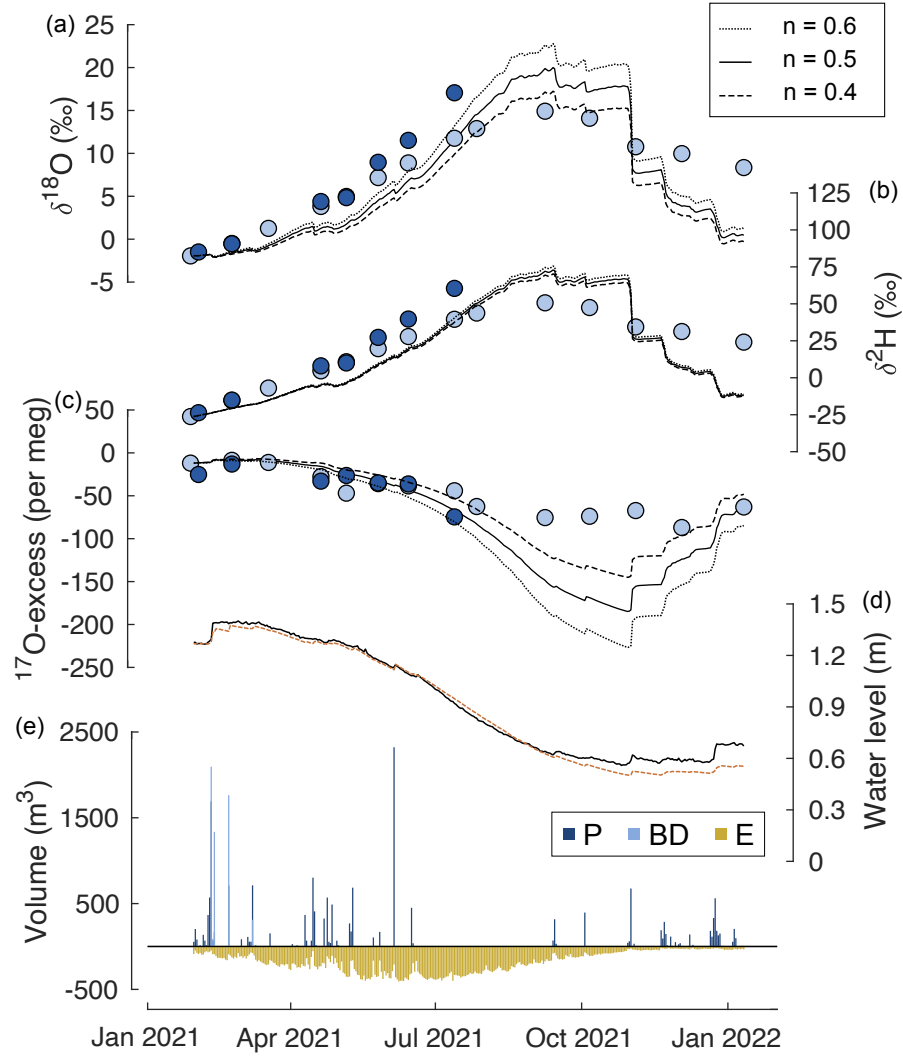 (a)
n = 0.6
n = 0.5
n = 0.4
δ¹⁸O (‰)
25
20
15
10
5
0
-5
(b)
δ²H (‰)
125
100
75
50
25
0
-25
-50
(c)
¹⁷O-excess (per meg)
50
0
-50
-100
-150
-200
-250
(d)
Water level (m)
1.5
1.2
0.9
0.6
0.3
0
(e)
Volume (m³)
2500
1500
500
-500
P BD E
Jan 2021 Apr 2021 Jul 2021 Oct 2021 Jan 2022